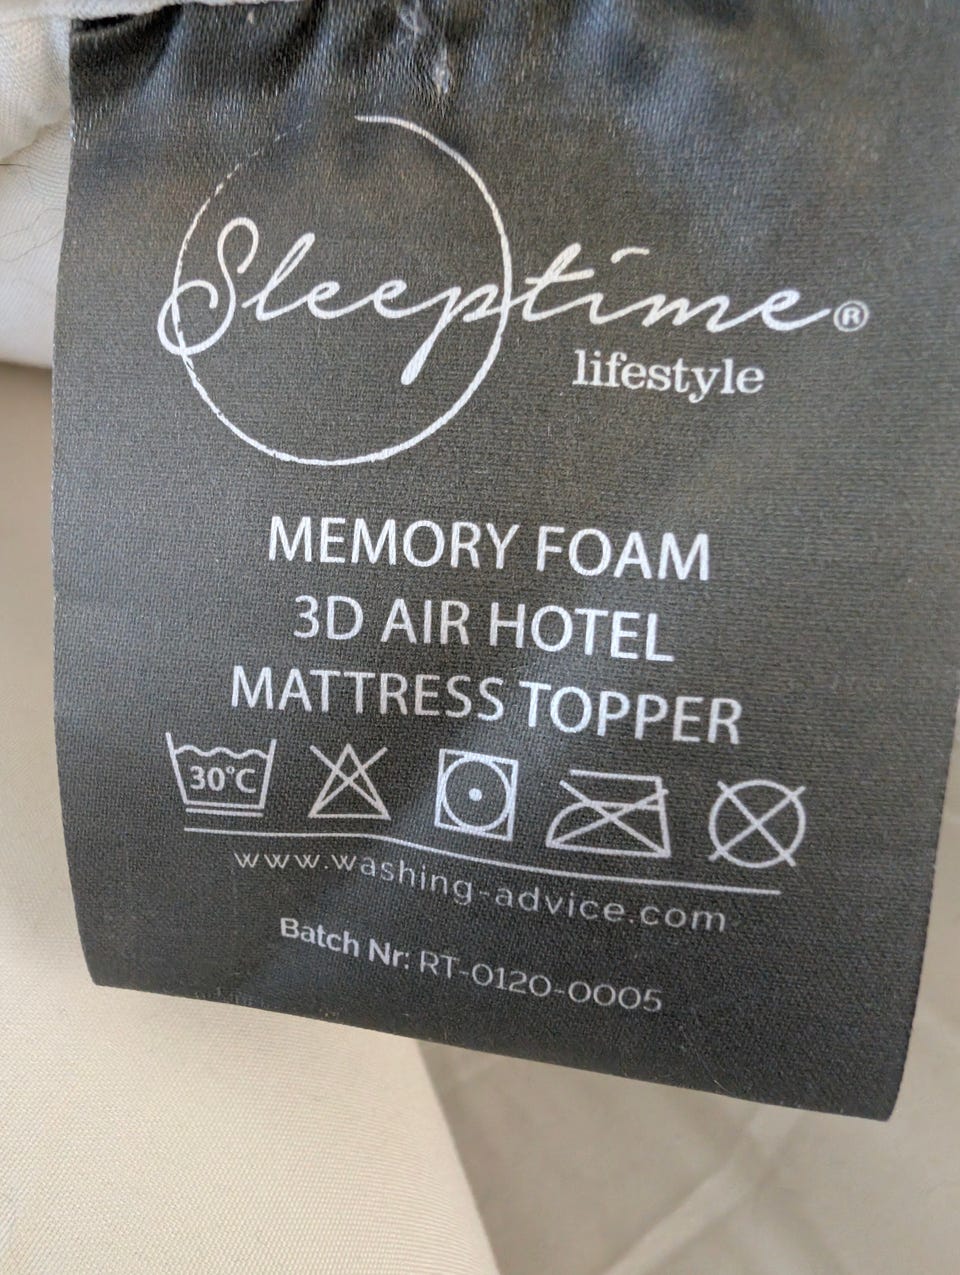 Sleeptime®
lifestyle
MEMORY FOAM
3D AIR HOTEL
MATTRESS TOPPER
30°C
www.washing-advice.com
Batch Nr: RT-0120-0005